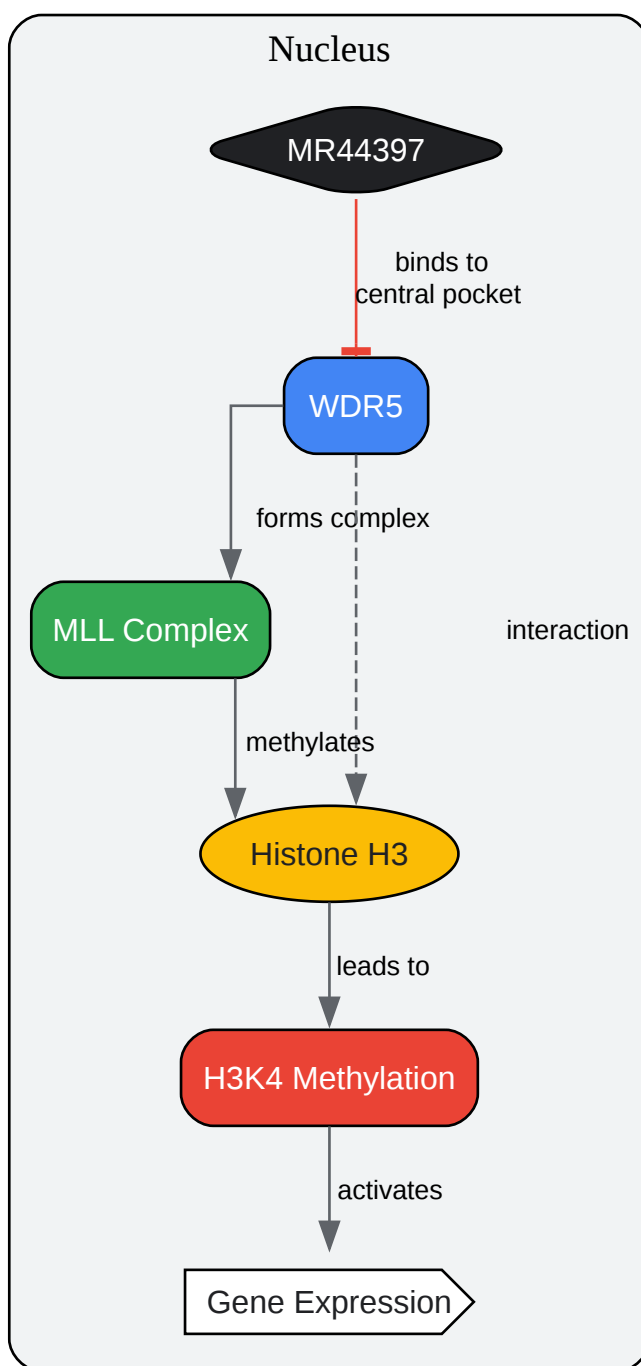 Nucleus
MR44397
binds to
central pocket
WDR5
forms complex
MLL Complex
interaction
methylates
Histone H3
leads to
H3K4 Methylation
activates
Gene Expression